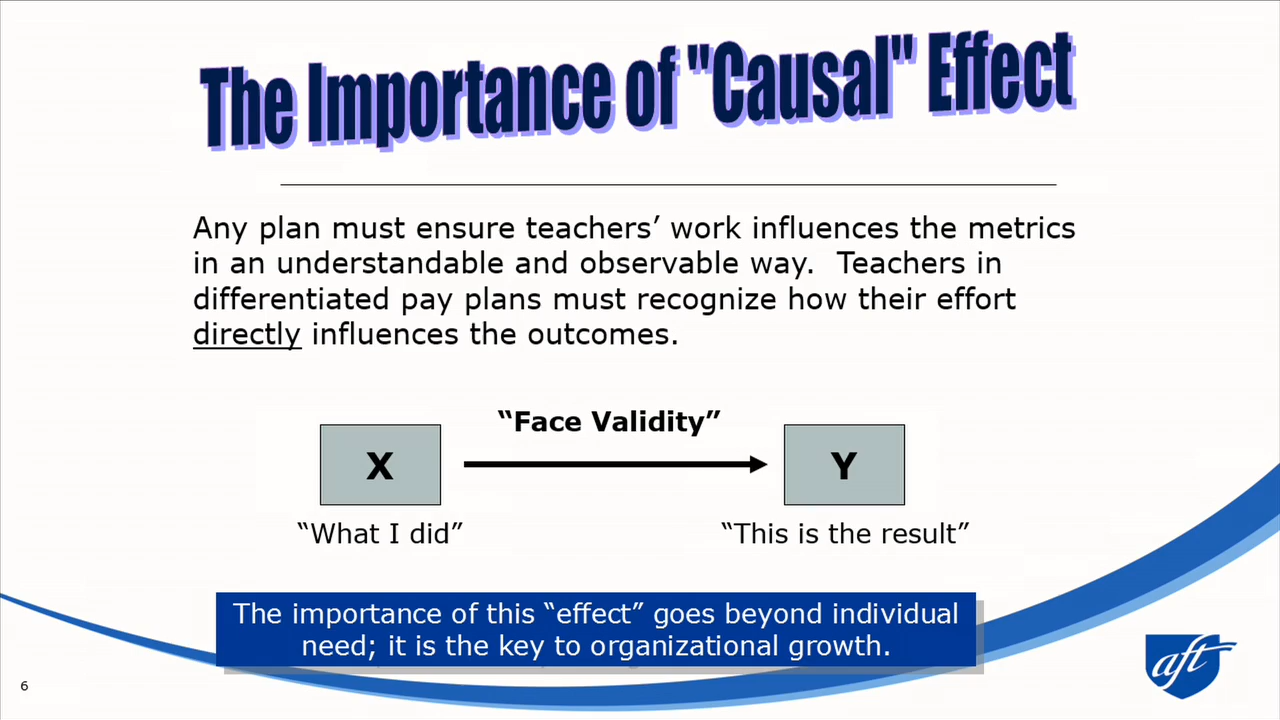 The Importance of "Causal" Effect
Any plan must ensure teachers’ work influences the metrics
in an understandable and observable way.  Teachers in
differentiated pay plans must recognize how their effort
directly influences the outcomes.
“Face Validity”
X
Y
“What I did”
“This is the result”
The importance of this “effect” goes beyond individual
need; it is the key to organizational growth.
6
aft